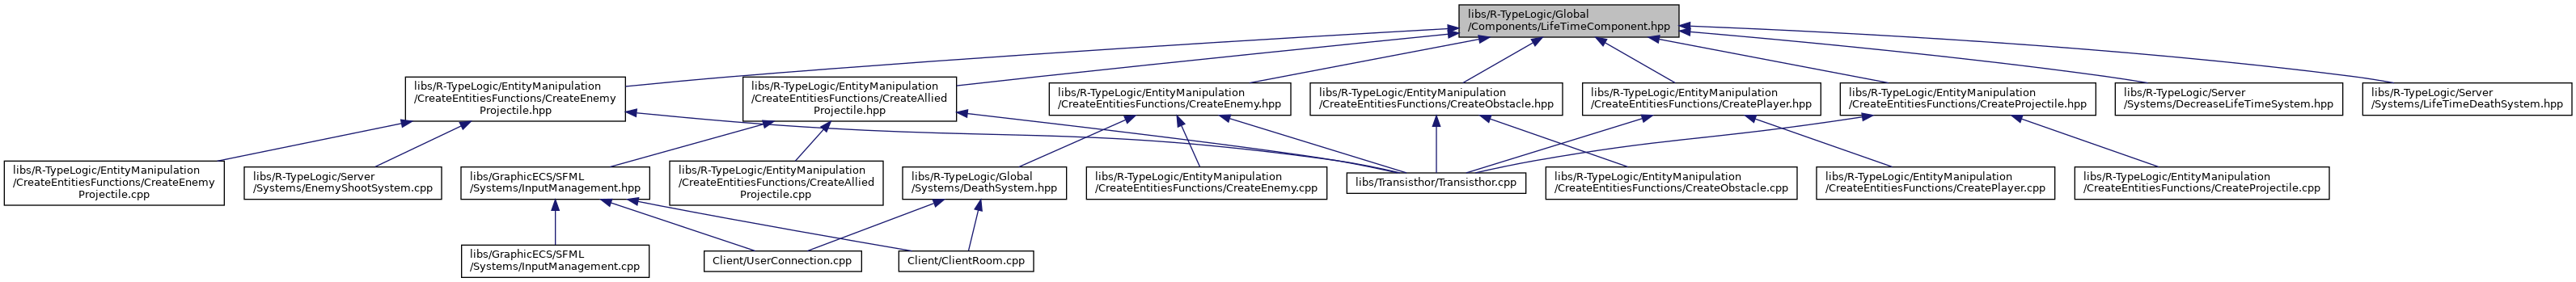 libs/R-TypeLogic/Global
/Components/LifeTimeComponent.hpp
libs/R-TypeLogic/EntityManipulation
/CreateEntitiesFunctions/CreateEnemy
Projectile.hpp
libs/R-TypeLogic/EntityManipulation
/CreateEntitiesFunctions/CreateAllied
Projectile.hpp
libs/R-TypeLogic/EntityManipulation
/CreateEntitiesFunctions/CreateEnemy.hpp
libs/R-TypeLogic/EntityManipulation
/CreateEntitiesFunctions/CreateObstacle.hpp
libs/R-TypeLogic/EntityManipulation
/CreateEntitiesFunctions/CreatePlayer.hpp
libs/R-TypeLogic/EntityManipulation
/CreateEntitiesFunctions/CreateProjectile.hpp
libs/R-TypeLogic/Server
/Systems/DecreaseLifeTimeSystem.hpp
libs/R-TypeLogic/Server
/Systems/LifeTimeDeathSystem.hpp
libs/R-TypeLogic/EntityManipulation
/CreateEntitiesFunctions/CreateEnemy
Projectile.cpp
libs/R-TypeLogic/Server
/Systems/EnemyShootSystem.cpp
libs/GraphicECS/SFML
/Systems/InputManagement.hpp
libs/R-TypeLogic/EntityManipulation
/CreateEntitiesFunctions/CreateAllied
Projectile.cpp
libs/R-TypeLogic/Global
/Systems/DeathSystem.hpp
libs/R-TypeLogic/EntityManipulation
/CreateEntitiesFunctions/CreateEnemy.cpp
libs/Transisthor/Transisthor.cpp
libs/R-TypeLogic/EntityManipulation
/CreateEntitiesFunctions/CreateObstacle.cpp
libs/R-TypeLogic/EntityManipulation
/CreateEntitiesFunctions/CreatePlayer.cpp
libs/R-TypeLogic/EntityManipulation
/CreateEntitiesFunctions/CreateProjectile.cpp
libs/GraphicECS/SFML
/Systems/InputManagement.cpp
Client/UserConnection.cpp
Client/ClientRoom.cpp